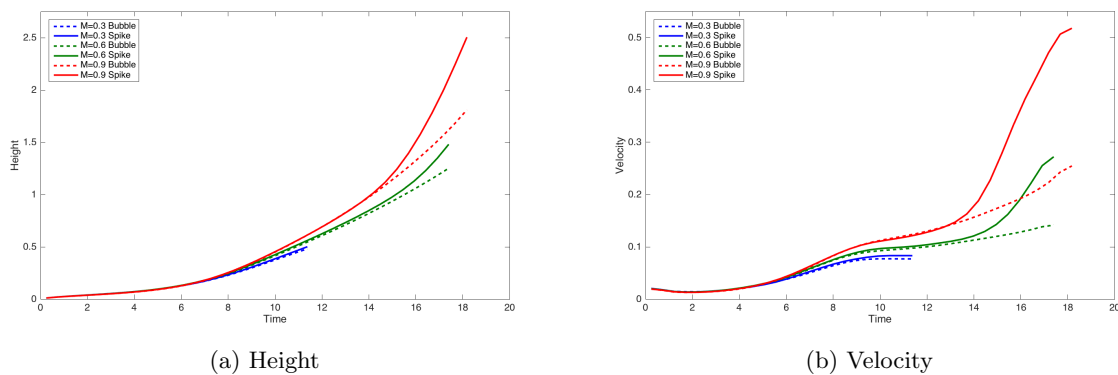 M=0.3 Bubble
M=0.3 Spike
M=0.6 Bubble
M=0.6 Spike
M=0.9 Bubble
M=0.9 Spike
2.5
2
1.5
1
0.5
0
Height
0 2 4 6 8 10 12 14 16 18 20
Time
(a) Height
M=0.3 Bubble
M=0.3 Spike
M=0.6 Bubble
M=0.6 Spike
M=0.9 Bubble
M=0.9 Spike
0.5
0.4
0.3
0.2
0.1
0
Velocity
0 2 4 6 8 10 12 14 16 18 20
Time
(b) Velocity